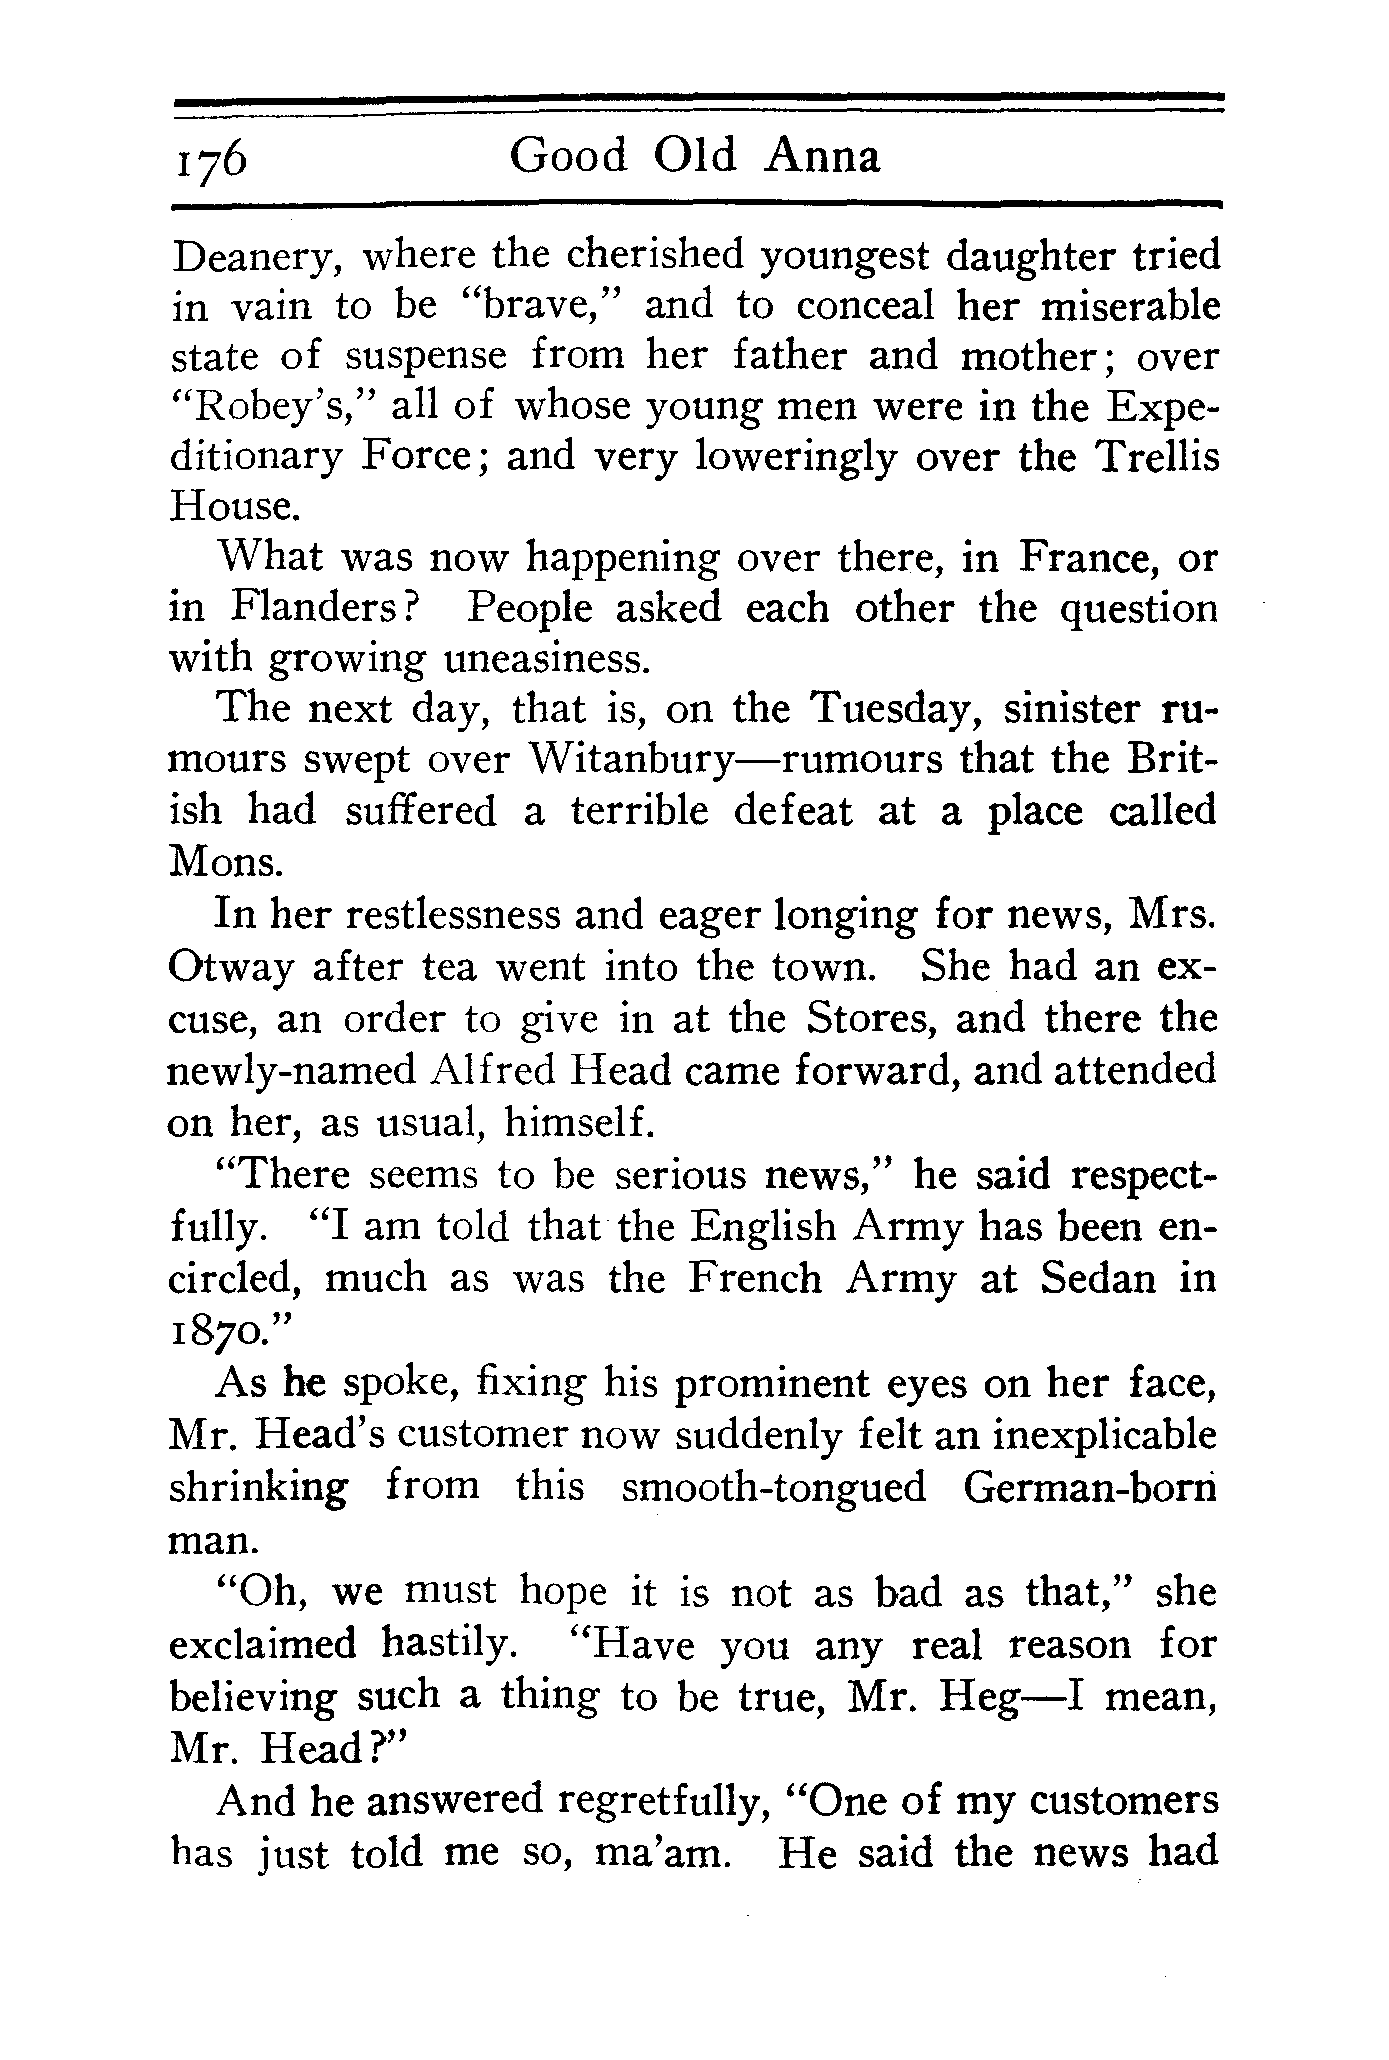 176 Good Old Anna
Deanery, where the cherished youngest daughter tried
in vain to be “brave,” and to conceal her miserable
state of suspense from her father and mother; over
“Robey’s,” all of whose young men were in the Expe-
ditionary Force; and very loweringly over the Trellis
House.
What was now happening over there, in France, or
in Flanders? People asked each other the question
with growing uneasiness.
The next day, that is, on the Tuesday, sinister ru-
mours swept over Witanbury—rumours that the Brit-
ish had suffered a terrible defeat at a place called
Mons.
In her restlessness and eager longing for news, Mrs.
Otway after tea went into the town. She had an ex-
cuse, an order to give in at the Stores, and there the
newly-named Alfred Head came forward, and attended
on her, as usual, himself.
“There seems to be serious news,” he said respect-
fully. “I am told that the English Army has been en-
circled, much as was the French Army at Sedan in
1870.”
As he spoke, fixing his prominent eyes on her face,
Mr. Head’s customer now suddenly felt an inexplicable
shrinking from this smooth-tongued German-born
man.
“Oh, we must hope it is not as bad as that,” she
exclaimed hastily. “Have you any real reason for
believing such a thing to be true, Mr. Heg—I mean,
Mr. Head?”
And he answered regretfully, “One of my customers
has just told me so, ma’am. He said the news had